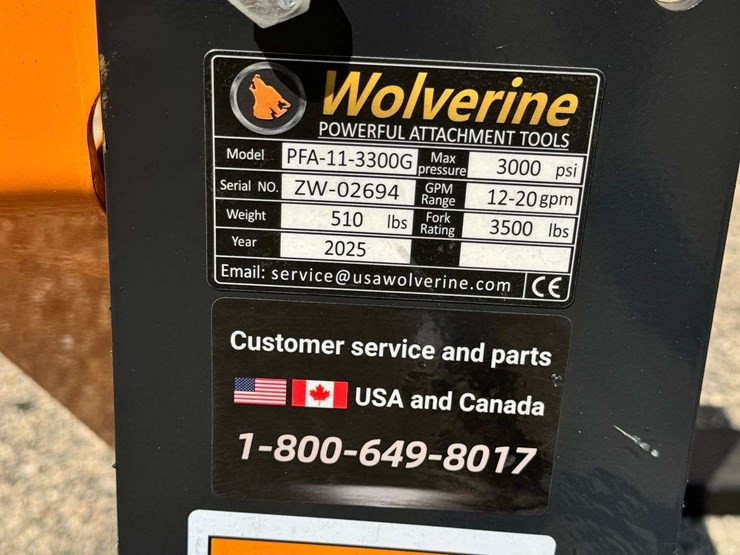 Wolverine
POWERFUL ATTACHMENT TOOLS
Model PFA-11-3300G Max pressure 3000 psi
Serial NO. ZW-02694 GPM Range 12-20 gpm
Weight 510 lbs Fork Rating 3500 lbs
Year 2025
Email: service@usawolverine.com CE
Customer service and parts
USA and Canada
1-800-649-8017